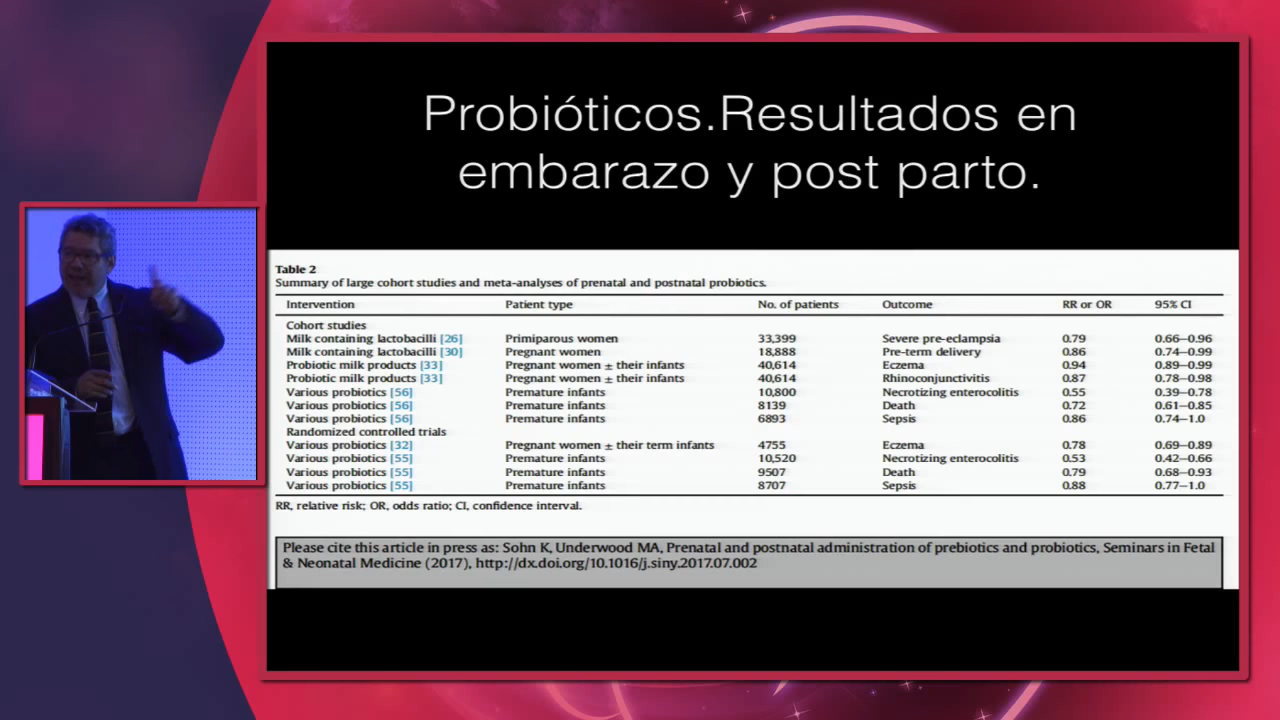 Probióticos.Resultados en
embarazo y post parto.
Table 2
Summary of large cohort studies and meta-analyses of prenatal and postnatal probiotics.
Intervention Patient type No. of patients Outcome RR or OR 95% CI
Cohort studies
Milk containing lactobacilli [26] Primiparous women 33,399 Severe pre-eclampsia 0.79 0.66–0.96
Milk containing lactobacilli [30] Pregnant women 18,888 Pre-term delivery 0.86 0.74–0.99
Probiotic milk products [33] Pregnant women ± their infants 40,614 Eczema 0.94 0.89–0.99
Probiotic milk products [33] Pregnant women ± their infants 40,614 Rhinoconjunctivitis 0.87 0.78–0.98
Various probiotics [56] Premature infants 10,800 Necrotizing enterocolitis 0.55 0.39–0.78
Various probiotics [56] Premature infants 8139 Death 0.72 0.61–0.85
Various probiotics [56] Premature infants 6893 Sepsis 0.86 0.74–1.0
Randomized controlled trials
Various probiotics [32] Pregnant women ± their term infants 4755 Eczema 0.78 0.69–0.89
Various probiotics [55] Premature infants 10,520 Necrotizing enterocolitis 0.53 0.42–0.66
Various probiotics [55] Premature infants 9507 Death 0.79 0.68–0.93
Various probiotics [55] Premature infants 8707 Sepsis 0.88 0.77–1.0
RR, relative risk; OR, odds ratio; CI, confidence interval.
Please cite this article in press as: Sohn K, Underwood MA, Prenatal and postnatal administration of prebiotics and probiotics, Seminars in Fetal
& Neonatal Medicine (2017), http://dx.doi.org/10.1016/j.siny.2017.07.002